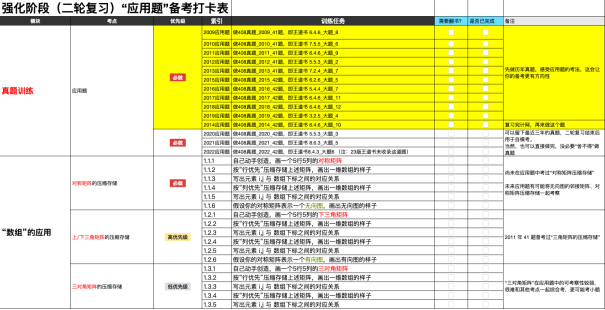 强化阶段（二轮复习）“应用题”备考打卡表
模块 考点 优先级 索引 训练任务 需要翻书? 是否已完成 备注
真题训练 应用题 必做
2009应用题 做408真题_2009_41题，即王道书 6.4.6_大题_8
2010应用题 做408真题_2010_41题，即王道书 7.5.5_大题_6
2011应用题 做408真题_2011_41题，即王道书 6.4.6_大题_9
2012应用题 做408真题_2012_41题，即王道书 5.5.3_大题_2
2013应用题 做408真题_2013_42题，即王道书 7.2.4_大题_7
2015应用题 做408真题_2015_42题，即王道书 6.2.6_大题_5
2016应用题 做408真题_2016_42题，即王道书 5.4.4_大题_4
2017应用题 做408真题_2017_42题，即王道书 6.4.6_大题_11
2018应用题 做408真题_2018_42题，即王道书 6.4.6_大题_12
2019应用题 做408真题_2019_42题，即王道书 3.2.5_大题_4
2014应用题 做408真题_2014_42题，即王道书 6.4.6_大题_10
先做历年真题，感受应用题的考法，这会让你的备考更有方向性
复习完计网，再来做这个题
必做
2020应用题 做408真题_2020_42题，即王道书 5.5.3_大题_3
2021应用题 做408真题_2021_42题，即王道书 8.6.3_大题_5
2022应用题 做408真题_2022_42题，即王道书8.4.3_大题6（注：23版王道书未收录这道题）
可以留下最近三年的真题，二轮复习结束后用于自模考。
当然，也可以直接做完，没必要“舍不得”做真题
“数组”的应用
对称矩阵的压缩存储 必做
1.1.1 自己动手创造，画一个5行5列的对称矩阵
1.1.2 按“行优先”压缩存储上述矩阵，画出一维数组的样子
1.1.3 写出元素 i,j 与 数组下标之间的对应关系
1.1.4 按“列优先”压缩存储上述矩阵，画出一维数组的样子
1.1.5 写出元素 i,j 与 数组下标之间的对应关系
1.1.6 假设你的对称矩阵表示一个无向图，画出无向图的样子
尚未在应用题中考过“对称矩阵压缩存储”
未来应用题有可能将无向图的邻接矩阵、对称矩阵压缩存储一起考察
上/下三角矩阵的压缩存储 高优先级
1.2.1 自己动手创造，画一个5行5列的下三角矩阵
1.2.2 按“行优先”压缩存储上述矩阵，画出一维数组的样子
1.2.3 写出元素 i,j 与 数组下标之间的对应关系
1.2.4 按“列优先”压缩存储上述矩阵，画出一维数组的样子
1.2.5 写出元素 i,j 与 数组下标之间的对应关系
1.2.6 假设你的矩阵表示一个有向图，画出有向图的样子
2011 年 41 题曾考过“三角矩阵的压缩存储”
三对角矩阵的压缩存储 低优先级
1.3.1 自己动手创造，画一个5行5列的三对角矩阵
1.3.2 按“行优先”压缩存储上述矩阵，画出一维数组的样子
1.3.3 写出元素 i,j 与 数组下标之间的对应关系
1.3.4 按“列优先”压缩存储上述矩阵，画出一维数组的样子
1.3.5 写出元素 i,j 与 数组下标之间的对应关系
“三对角矩阵”在应用题中的可考察性较弱，很难和其他考点一起综合考，更可能考小题